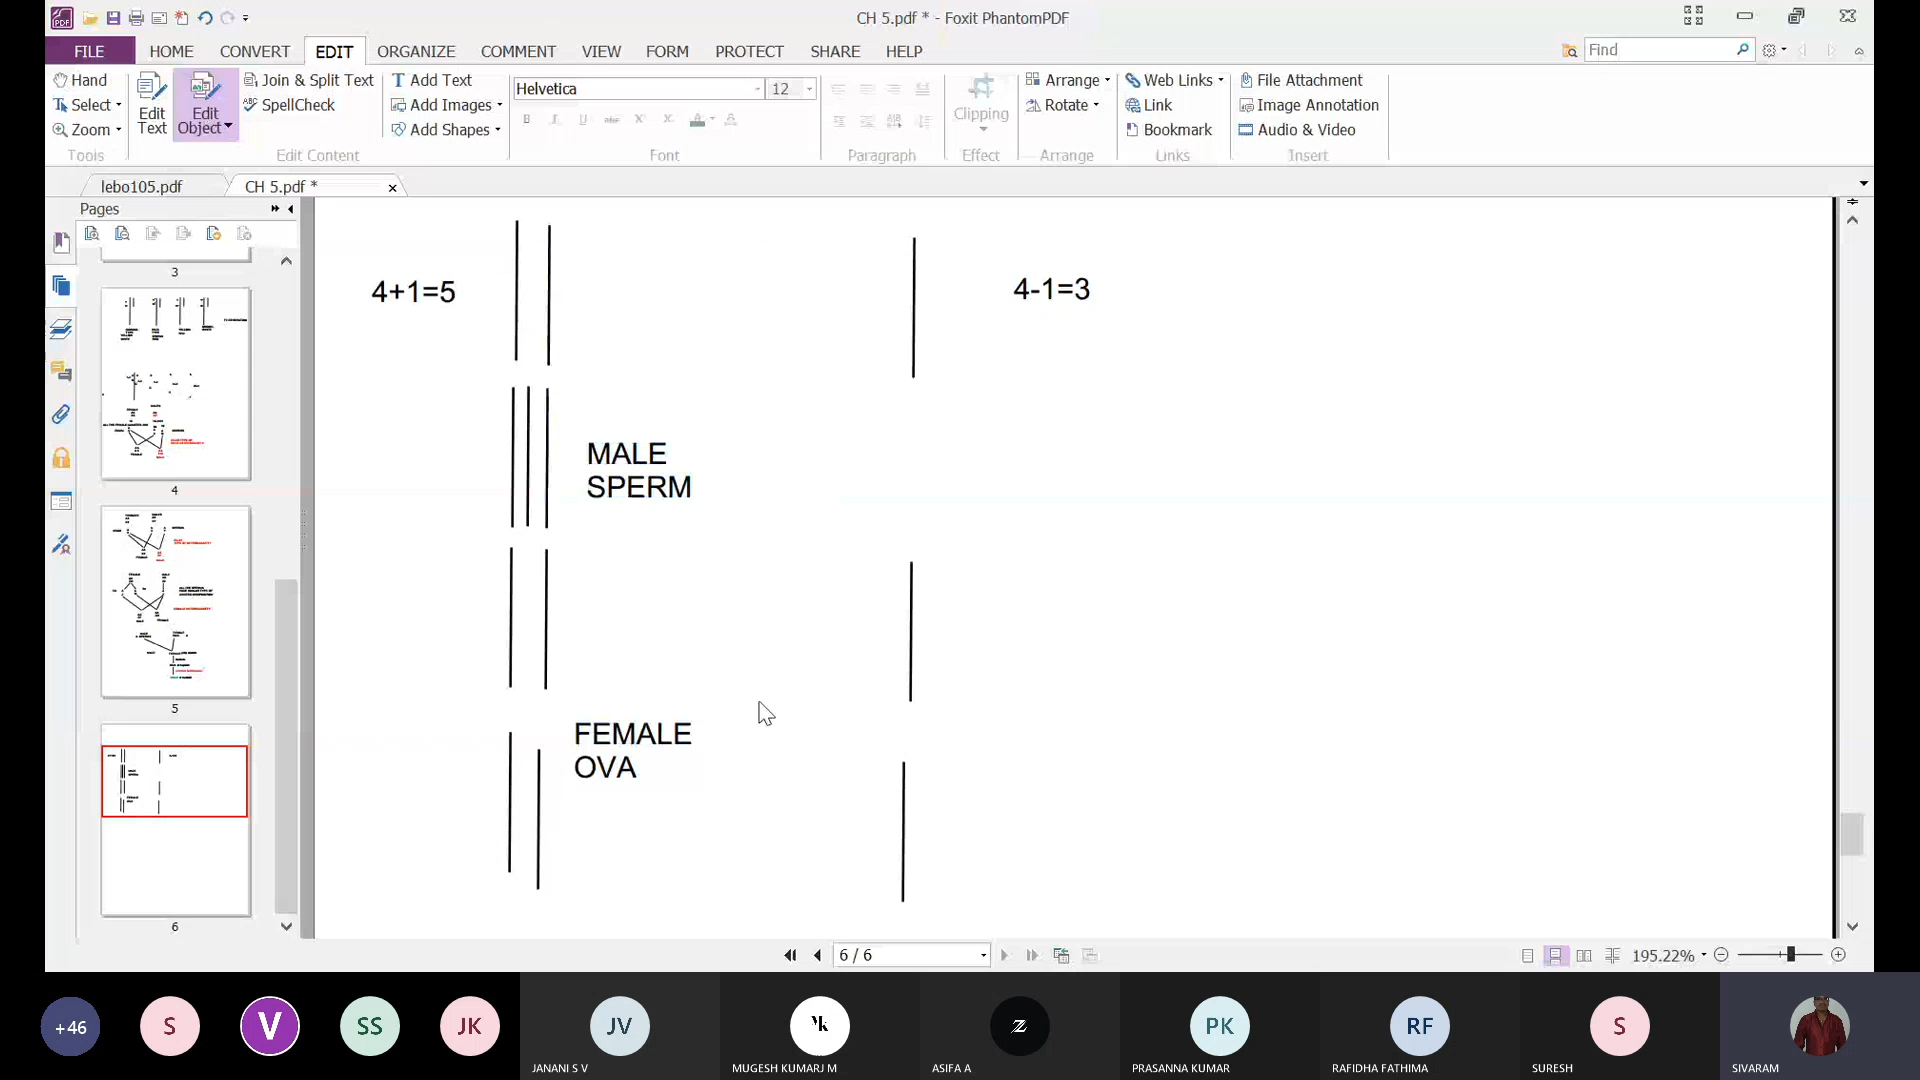 CH 5.pdf * - Foxit PhantomPDF
FILE HOME CONVERT EDIT ORGANIZE COMMENT VIEW FORM PROTECT SHARE HELP
Find
Hand
Select
Zoom
Tools
Edit
Text
Edit
Object
Join & Split Text
SpellCheck
Edit Content
Add Text
Add Images
Add Shapes
Helvetica 12
Font
Paragraph
Clipping
Effect
Arrange
Rotate
Arrange
Web Links
Link
Bookmark
Links
File Attachment
Image Annotation
Audio & Video
Insert
lebo105.pdf CH 5.pdf *
Pages
3
4
5
6
4+1=5
4-1=3
MALE
SPERM
FEMALE
OVA
6 / 6
195.22%
+46 S V SS JK JV PK RF S
JANANI S V MUGESH KUMARJ M ASIFA A PRASANNA KUMAR RAFIDHA FATHIMA SURESH SIVARAM